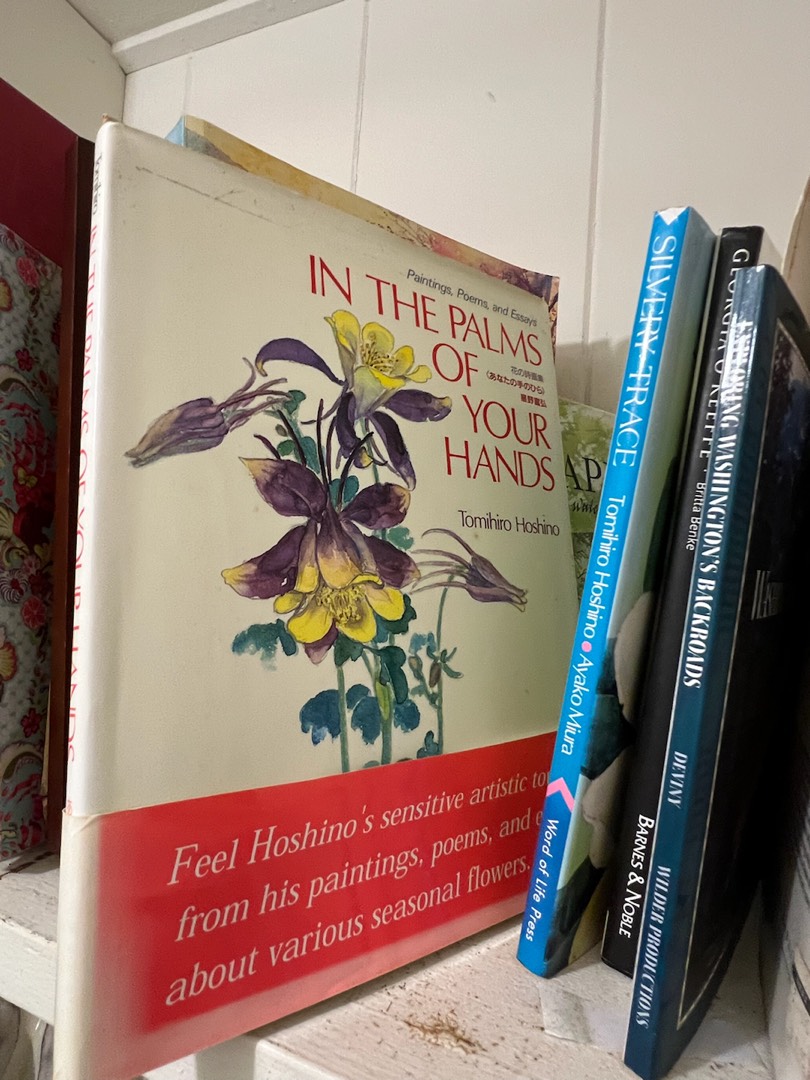 Paintings, Poems, and Essays
IN THE PALMS
OF
YOUR
HANDS
花の詩画集
〈あなたの手のひら〉
星野富弘
Tomihiro Hoshino
Feel Hoshino's sensitive artistic
from his paintings, poems, and
about various seasonal flowers.
IN THE PALMS OF YOUR HANDS
SILVERY TRACE Tomihiro Hoshino • Ayako Miura Word of Life Press
GEORGIA O'KEEFFE · Britta Benke BARNES & NOBLE
EXPLORING WASHINGTON'S BACKROADS DEVINY WILDER PRODUCTIONS